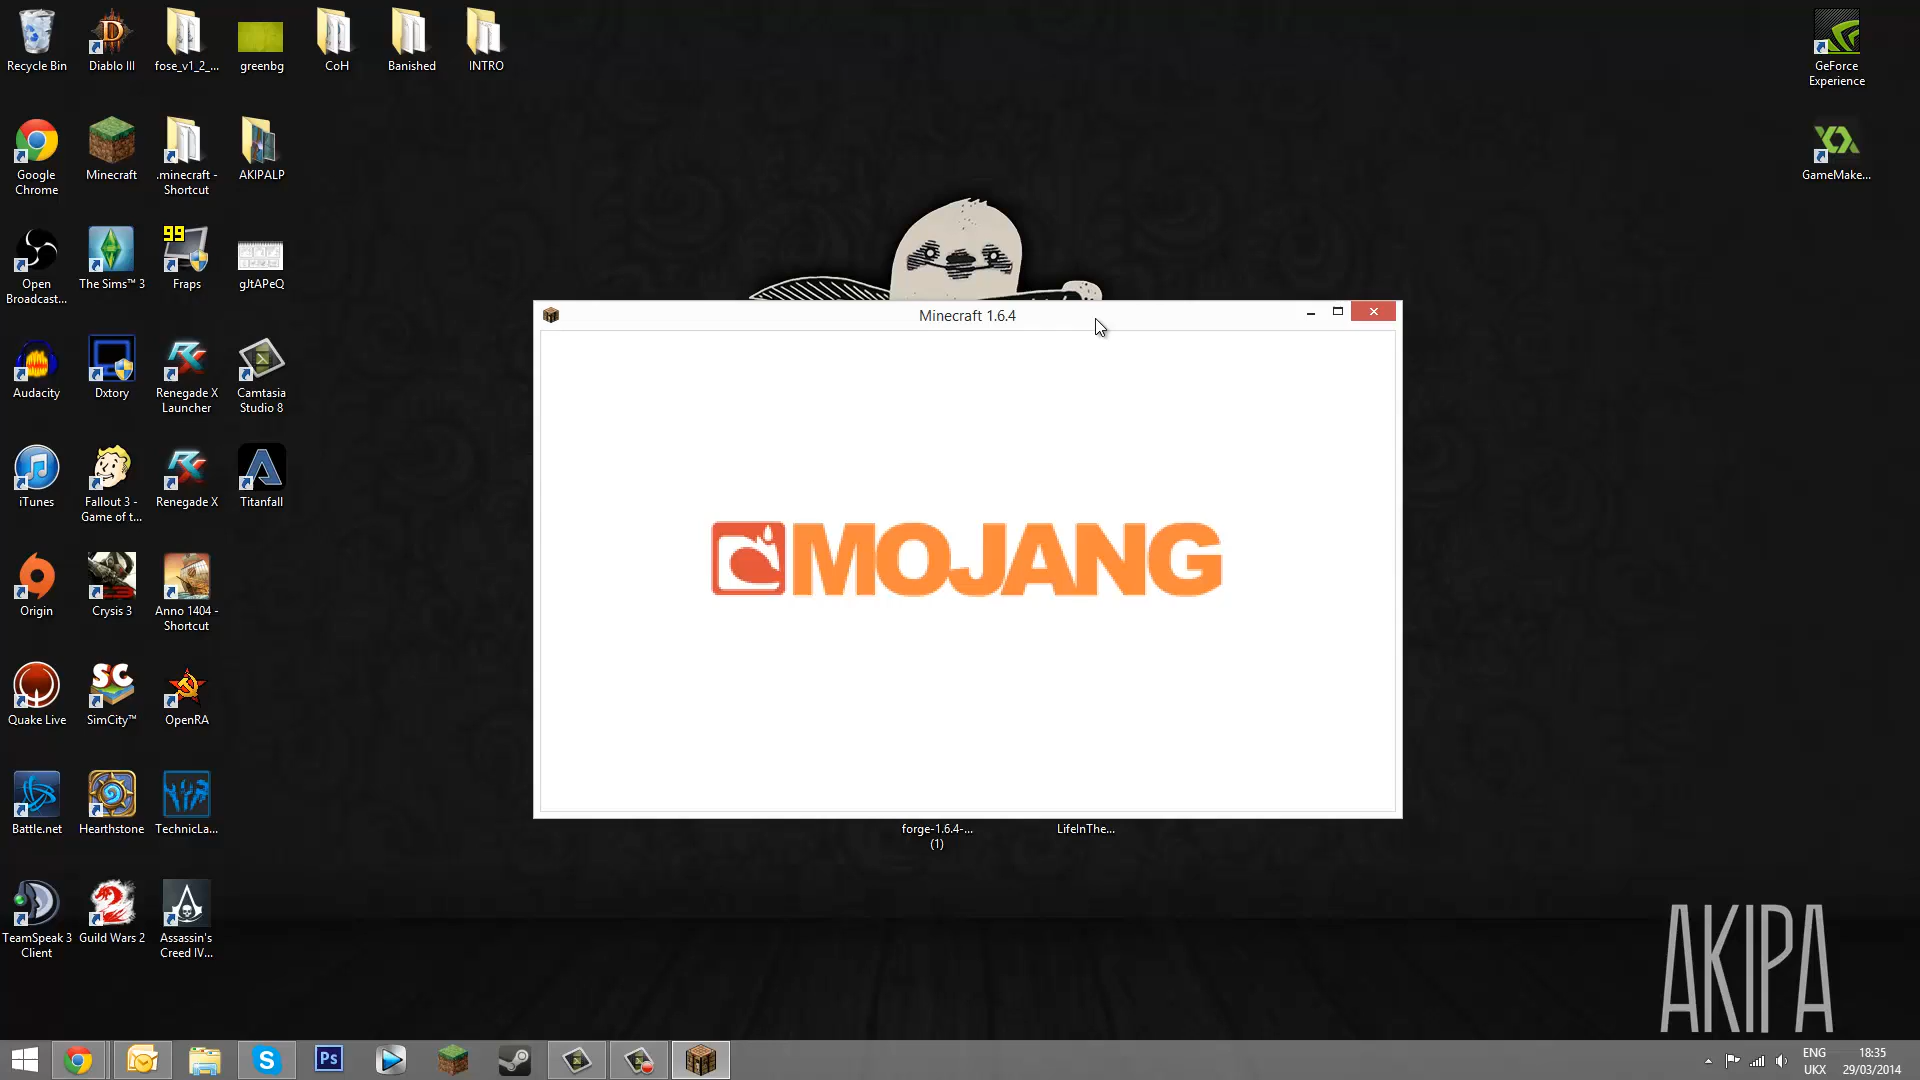 Recycle Bin
Diablo III
fose_v1_2_...
greenbg
CoH
Banished
INTRO
GeForce
Experience
Google
Chrome
Minecraft
.minecraft -
Shortcut
AKIPALP
GameMake...
Open
Broadcast...
The Sims™ 3
99
Fraps
gJtAPeQ
Minecraft 1.6.4
Audacity
Dxtory
Renegade X
Launcher
Camtasia
Studio 8
iTunes
Fallout 3 -
Game of t...
Renegade X
Titanfall
MOJANG
Origin
Crysis 3
Anno 1404 -
Shortcut
Quake Live
SC
SimCity™
OpenRA
Battle.net
Hearthstone
TechnicLa...
forge-1.6.4-...
(1)
LifeInThe...
TeamSpeak 3
Client
Guild Wars 2
Assassin's
Creed IV...
AKIPA
Ps
ENG
UKX
18:35
29/03/2014